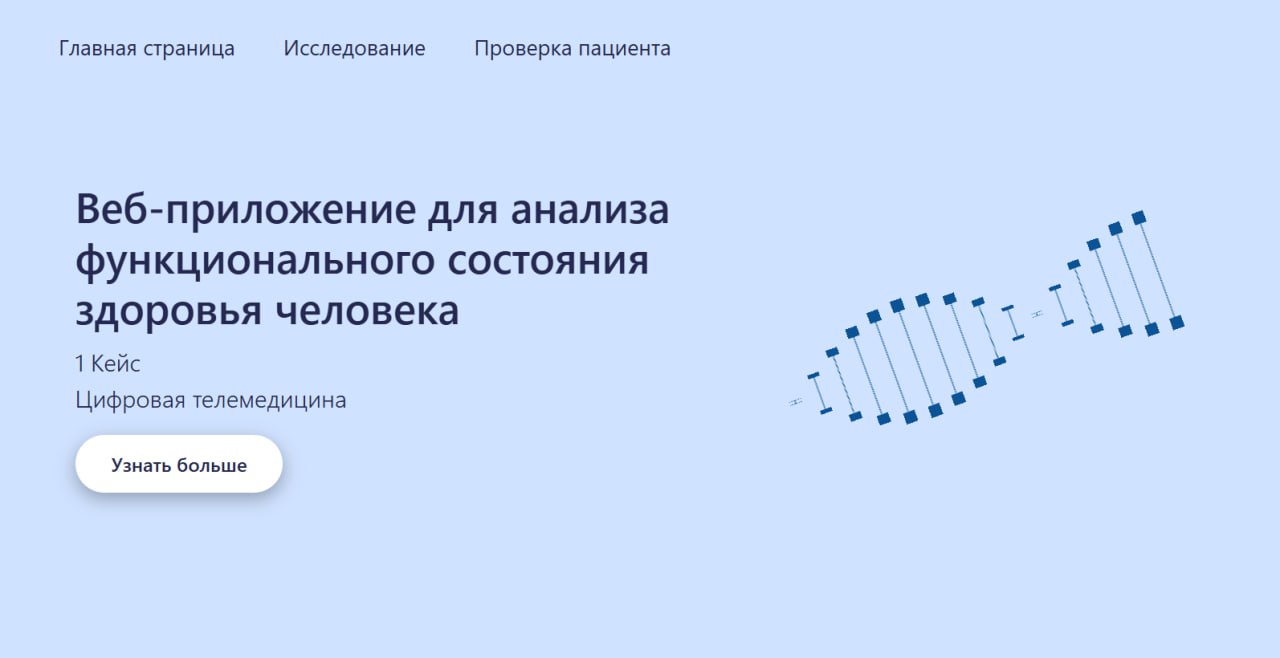 Главная страница
Исследование
Проверка пациента
Веб-приложение для анализа
функционального состояния
здоровья человека
1 Кейс
Цифровая телемедицина
Узнать больше